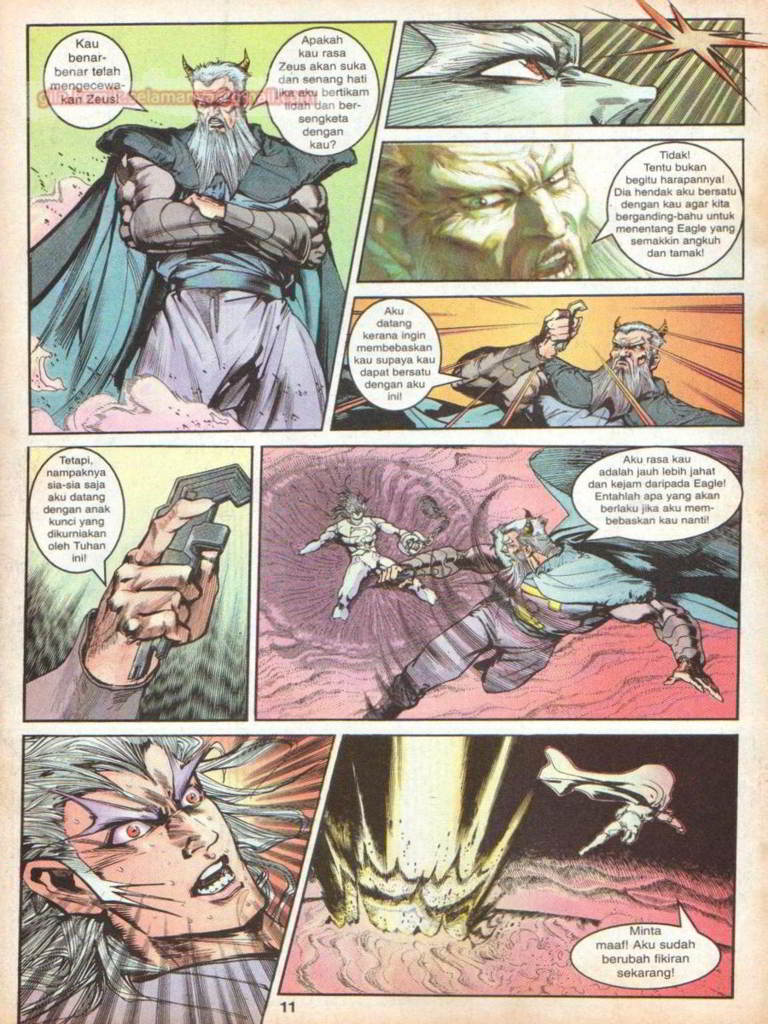 Kau
benar-
benar telah
mengecewa-
kan Zeus!
Apakah
kau rasa
Zeus akan suka
dan senang hati
jika aku bertikam
lidah dan ber-
sengketa
dengan
kau?
Tidak!
Tentu bukan
begitu harapannya!
Dia hendak aku bersatu
dengan kau agar kita
berganding-bahu untuk
menentang Eagle yang
semakkin angkuh
dan tamak!
Aku
datang
kerana ingin
membebaskan
kau supaya kau
dapat bersatu
dengan aku
ini!
Tetapi,
nampaknya
sia-sia saja
aku datang
dengan anak
kunci yang
dikurniakan
oleh Tuhan
ini!
Aku rasa kau
adalah jauh lebih jahat
dan kejam daripada Eagle!
Entahlah apa yang akan
berlaku jika aku mem-
bebaskan kau nanti!
Minta
maaf! Aku sudah
berubah fikiran
sekarang!
11